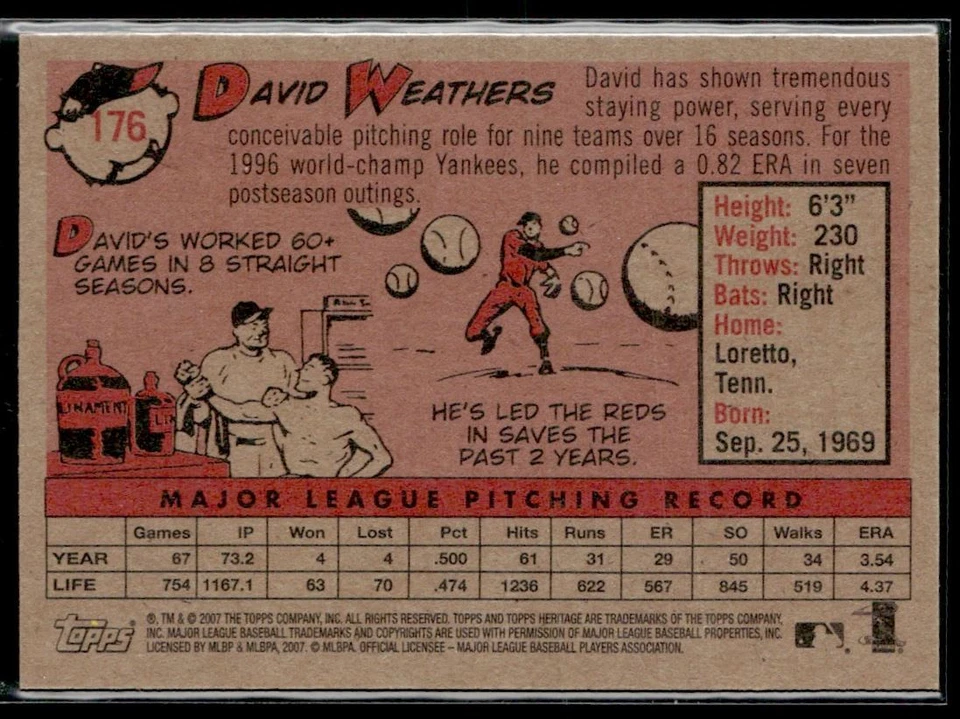 176
DAVID WEATHERS
David has shown tremendous
staying power, serving every
conceivable pitching role for nine teams over 16 seasons. For the
1996 world-champ Yankees, he compiled a 0.82 ERA in seven
postseason outings.
DAVID'S WORKED 60+
GAMES IN 8 STRAIGHT
SEASONS.
LINAMENT
LIN
HE'S LED THE REDS
IN SAVES THE
PAST 2 YEARS.
Height: 6'3"
Weight: 230
Throws: Right
Bats: Right
Home:
Loretto,
Tenn.
Born:
Sep. 25, 1969
MAJOR LEAGUE PITCHING RECORD
Games IP Won Lost Pct Hits Runs ER SO Walks ERA
YEAR 67 73.2 4 4 .500 61 31 29 50 34 3.54
LIFE 754 1167.1 63 70 .474 1236 622 567 845 519 4.37
topps®
®, TM & © 2007 THE TOPPS COMPANY, INC. ALL RIGHTS RESERVED. TOPPS AND TOPPS HERITAGE ARE TRADEMARKS OF THE TOPPS COMPANY,
INC. MAJOR LEAGUE BASEBALL TRADEMARKS AND COPYRIGHTS ARE USED WITH PERMISSION OF MAJOR LEAGUE BASEBALL PROPERTIES, INC.
LICENSED BY MLBP & MLBPA, 2007. © MLBPA. OFFICIAL LICENSEE – MAJOR LEAGUE BASEBALL PLAYERS ASSOCIATION.